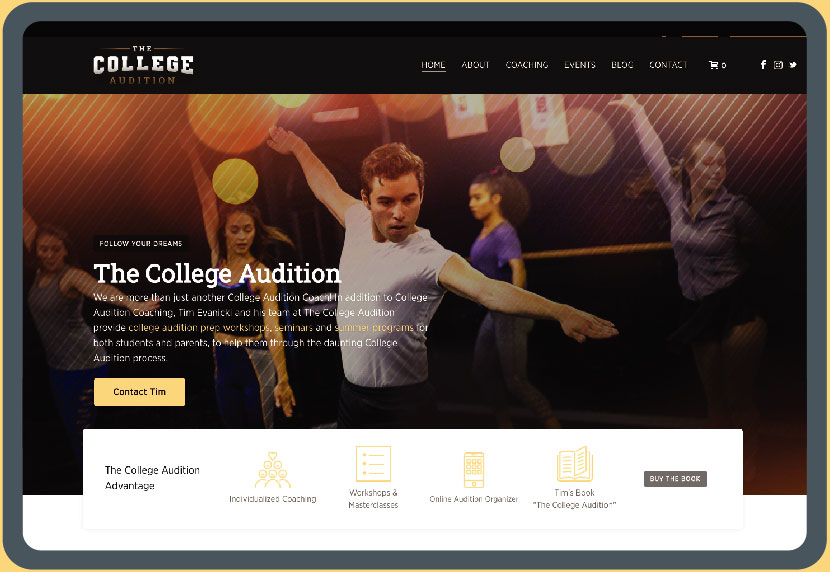 THE
COLLEGE
AUDITION
HOME ABOUT COACHING EVENTS BLOG CONTACT 0
FOLLOW YOUR DREAMS
The College Audition
We are more than just another College Audition Coach! In addition to College
Audition Coaching, Tim Evanicki and his team at The College Audition
provide college audition prep workshops, seminars and summer programs for
both students and parents, to help them through the daunting College
Audition process.
Contact Tim
The College Audition
Advantage
Individualized Coaching
Workshops &
Masterclasses
Online Audition Organizer
Tim's Book
"The College Audition"
BUY THE BOOK